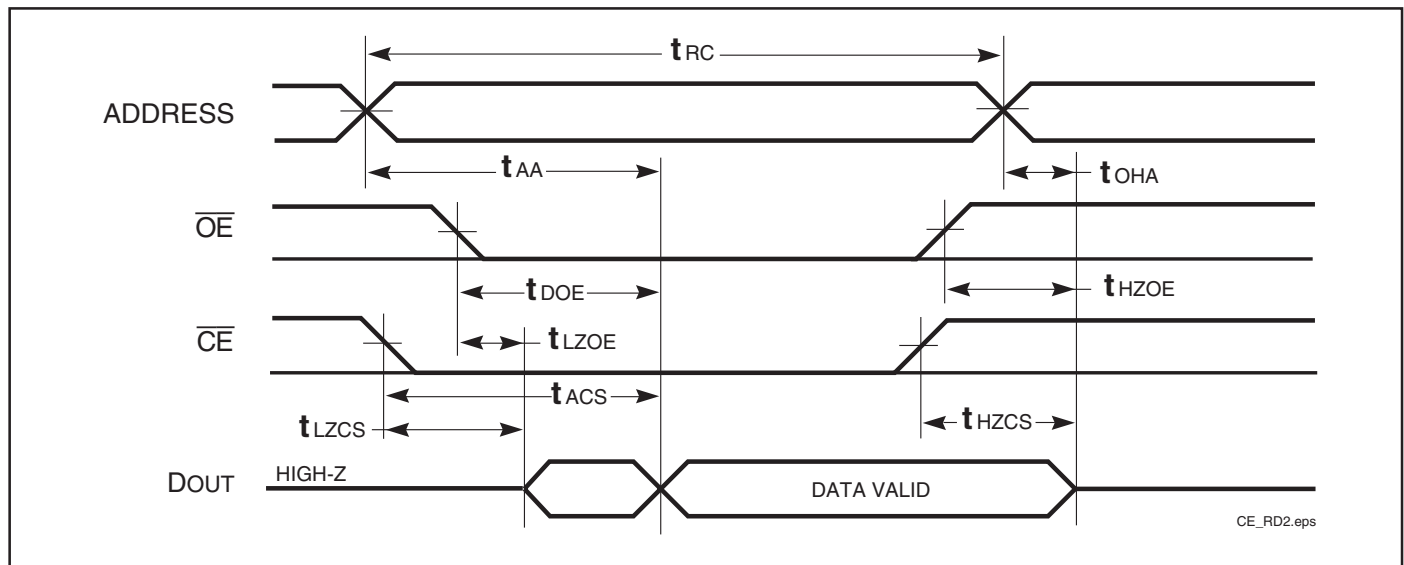 tRC
ADDRESS
tAA
tOHA
OE
tDOE
tHZOE
CE
tLZOE
tACS
tLZCS
tHZCS
DOUT
HIGH-Z
DATA VALID
CE_RD2.eps